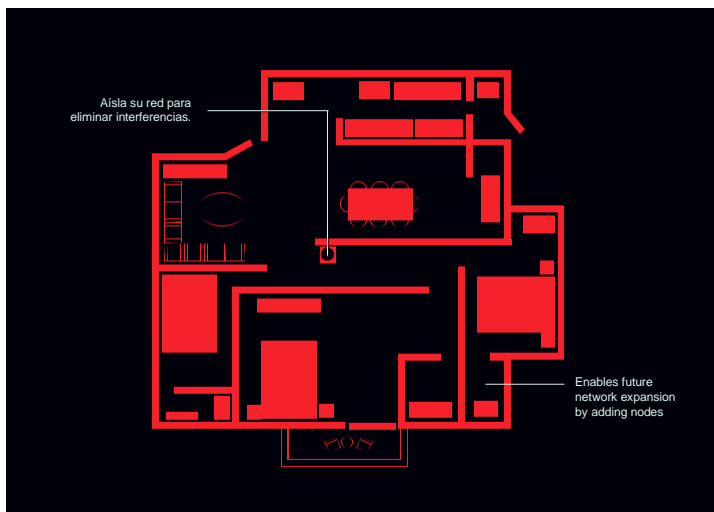 Aísla su red para
eliminar interferencias.
Enables future
network expansion
by adding nodes